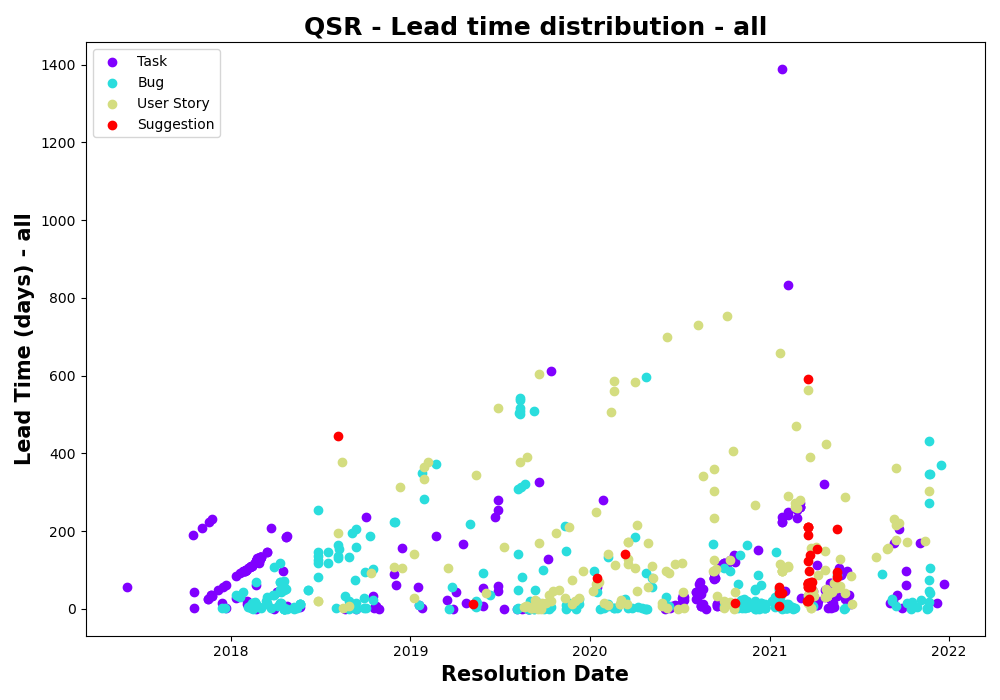 QSR - Lead time distribution - all
Task
Bug
User Story
Suggestion
Lead Time (days) - all
1400
1200
1000
800
600
400
200
0
2018 2019 2020 2021 2022
Resolution Date